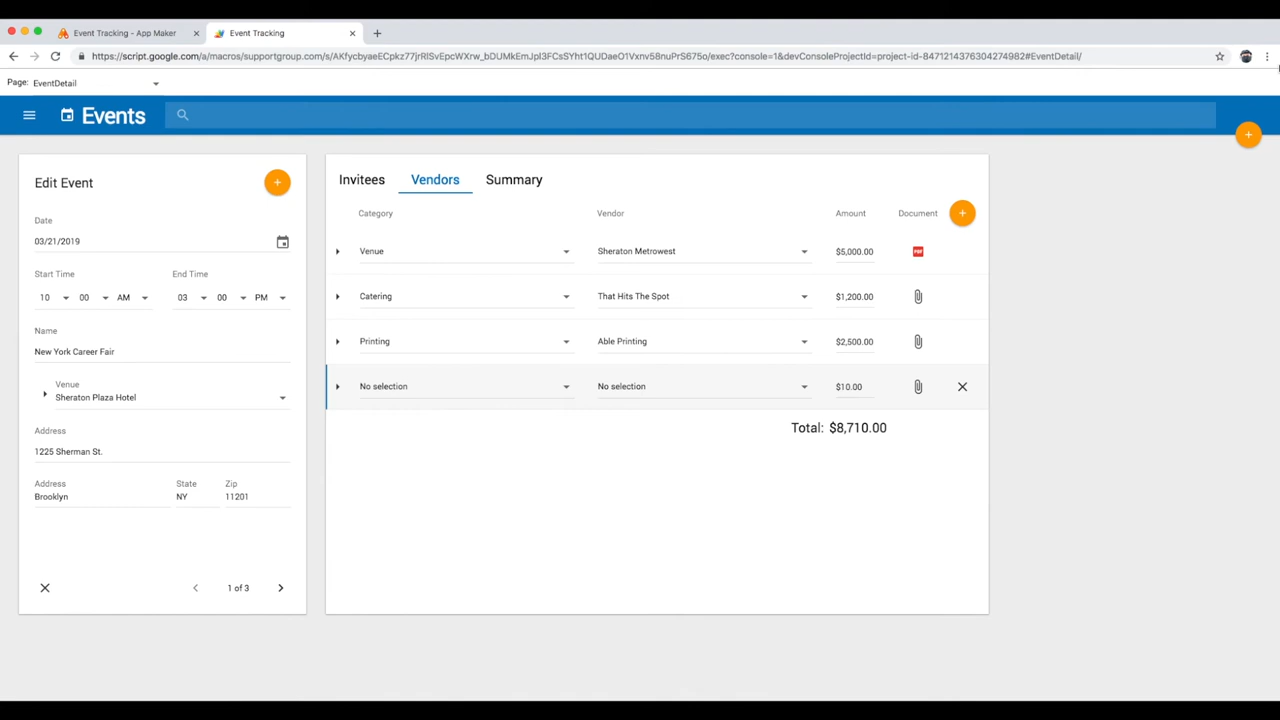 Event Tracking - App Maker
Event Tracking
https://script.google.com/a/macros/supportgroup.com/s/AKfycbyaeECpkz77jrRlSvEpcWXrw_bDUMkEmJpl3FCsSYht1QUDaeO1Vxnv58nuPrS675o/exec?console=1&devConsoleProjectId=project-id-8471214376304274982#EventDetail/
Page: EventDetail
Events
Edit Event
Date
03/21/2019
Start Time End Time
10 00 AM 03 00 PM
Name
New York Career Fair
Venue
Sheraton Plaza Hotel
Address
1225 Sherman St.
Address State Zip
Brooklyn NY 11201
1 of 3
Invitees Vendors Summary
Category Vendor Amount Document
Venue Sheraton Metrowest $5,000.00 PDF
Catering That Hits The Spot $1,200.00
Printing Able Printing $2,500.00
No selection No selection $10.00
Total: $8,710.00